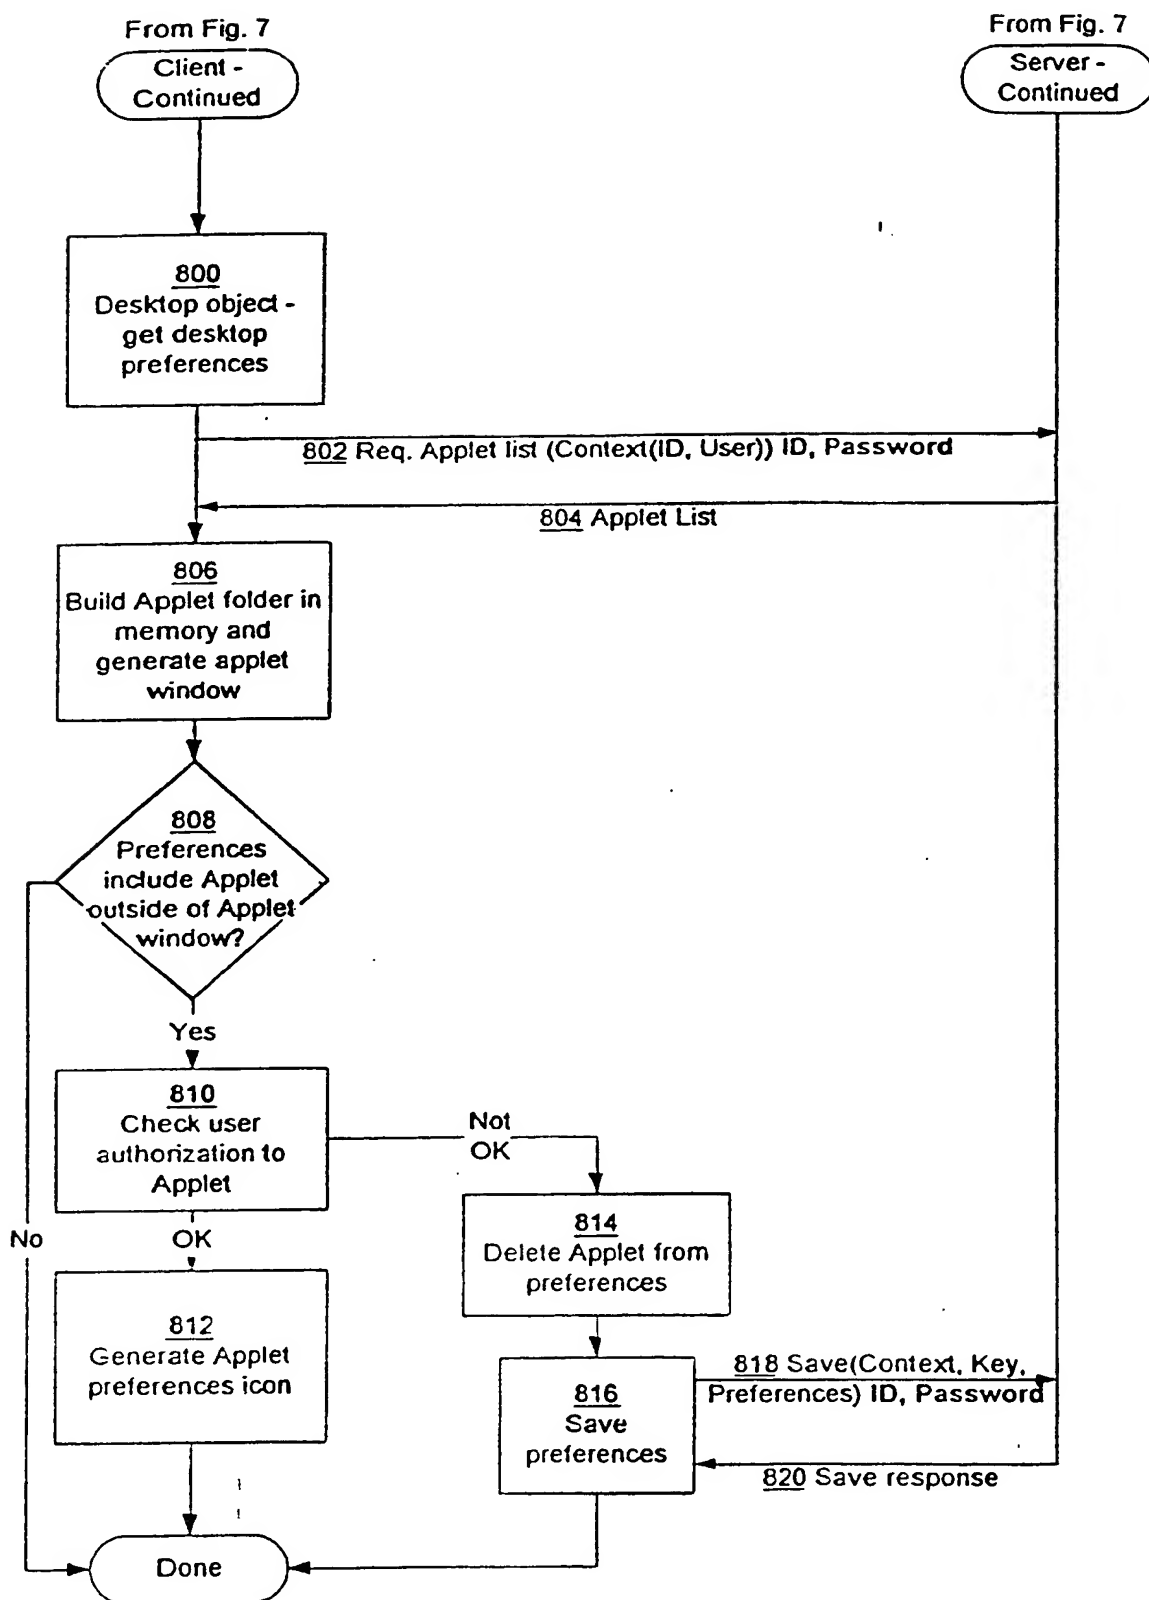 From Fig. 7
From Fig. 7
Client -
Continued
Server -
Continued
800
Desktop object -
get desktop
preferences
802 Req. Applet list (Context(ID, User)) ID, Password
804 Applet List
806
Build Applet folder in
memory and
generate applet
window
808
Preferences
include Applet
outside of Applet
window?
Yes
810
Check user
authorization to
Applet
Not
OK
No
OK
814
Delete Applet from
preferences
812
Generate Applet
preferences icon
816
Save
preferences
818 Save(Context, Key,
Preferences) ID, Password
820 Save response
Done